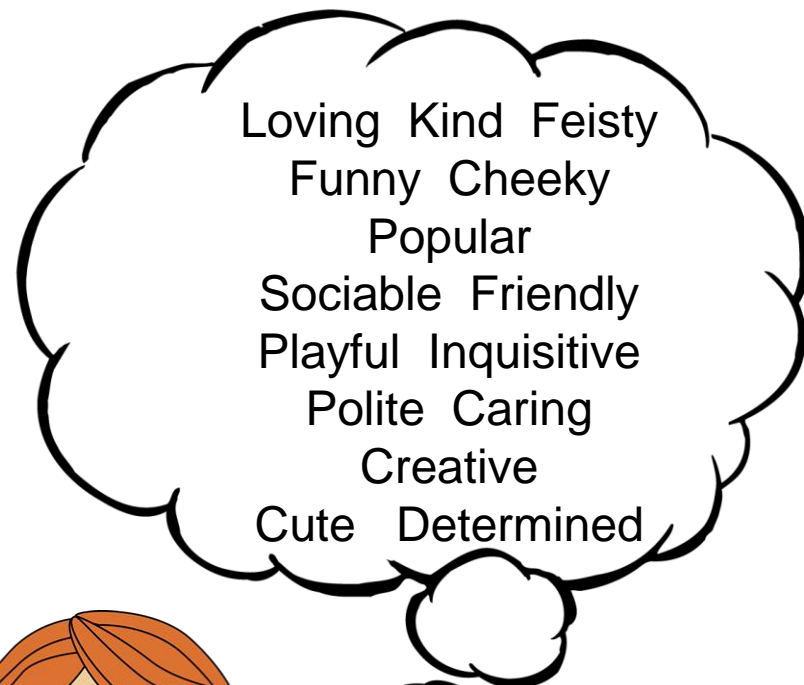 Loving Kind Feisty
Funny Cheeky
Popular
Sociable Friendly
Playful Inquisitive
Polite Caring
Creative
Cute Determined